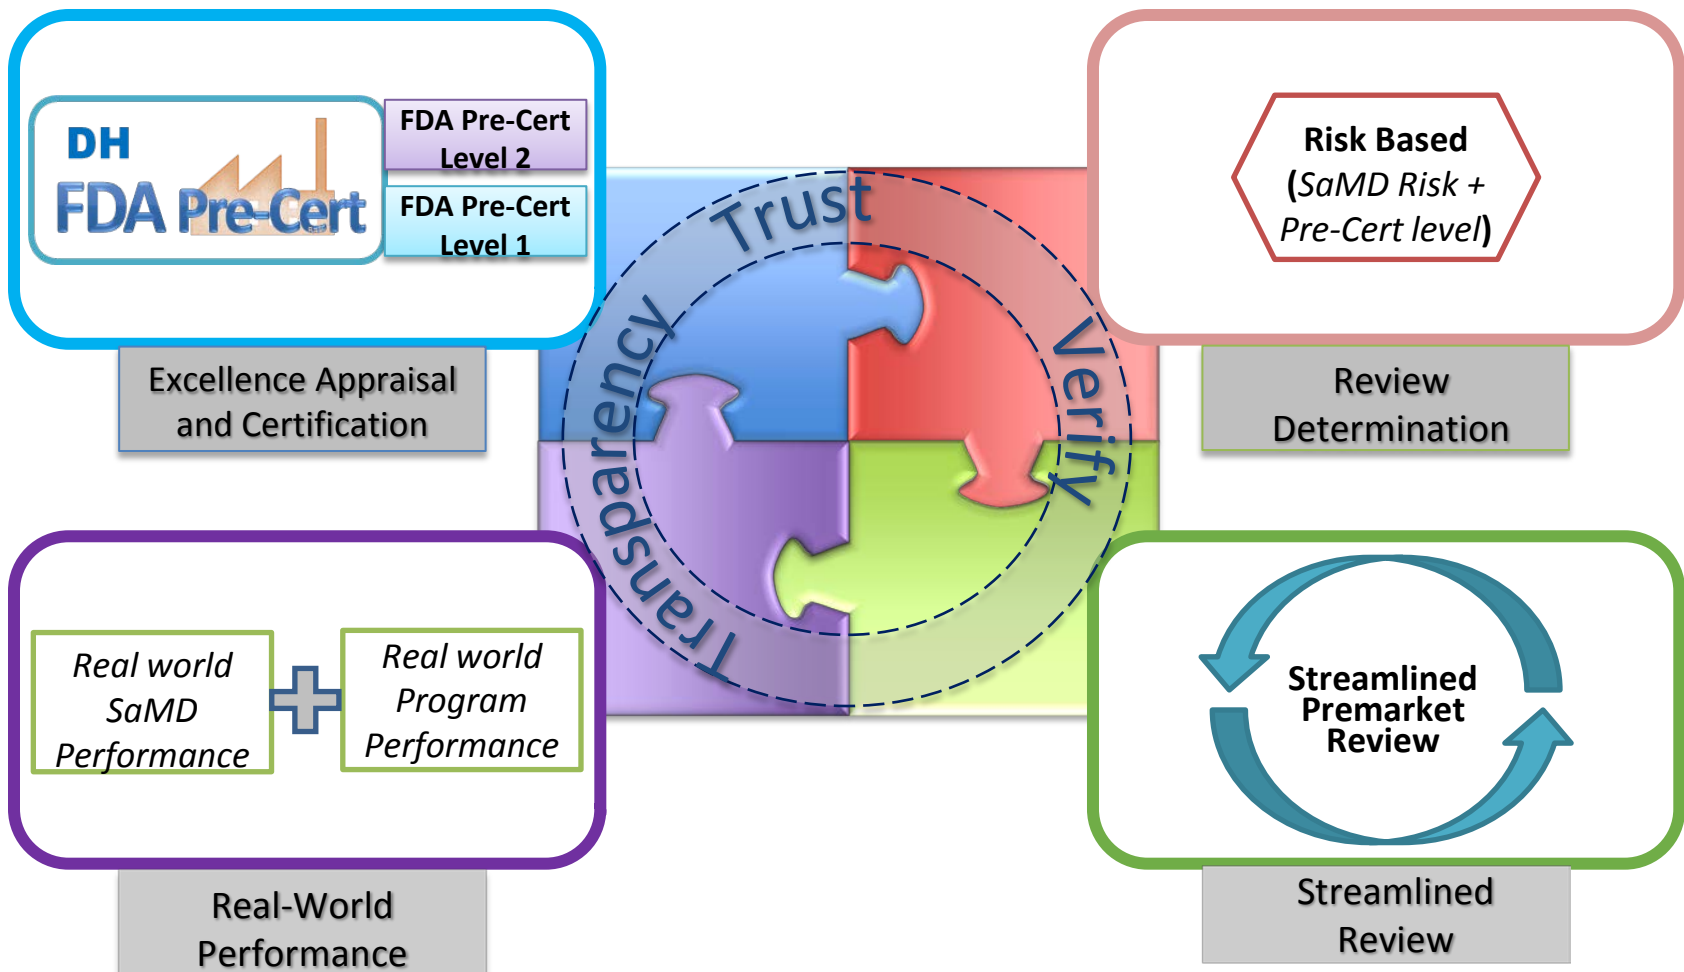 DH
FDA Pre-Cert
FDA Pre-Cert
Level 2
FDA Pre-Cert
Level 1
Excellence Appraisal
and Certification
Risk Based
(SaMD Risk +
Pre-Cert level)
Review
Determination
Trust
Verify
Transparency
Real world
SaMD
Performance
Real world
Program
Performance
Real-World
Performance
Streamlined
Premarket
Review
Streamlined
Review